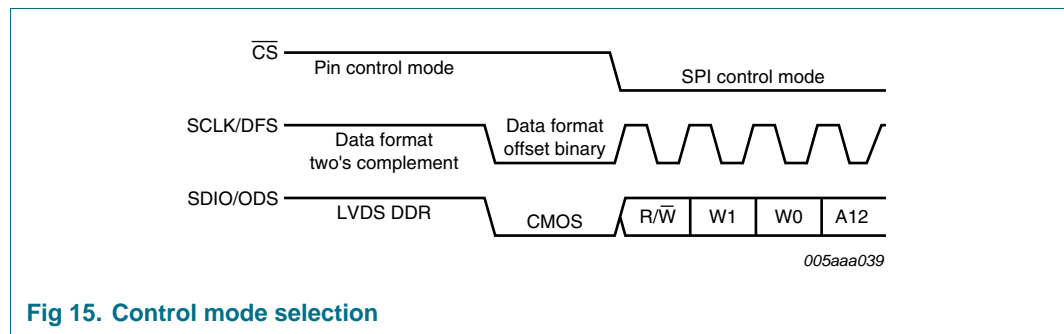 C̅S̅
Pin control mode
SPI control mode
SCLK/DFS
Data format
two's complement
Data format
offset binary
SDIO/ODS
LVDS DDR
CMOS
R/W̅
W1
W0
A12
005aaa039
Fig 15. Control mode selection